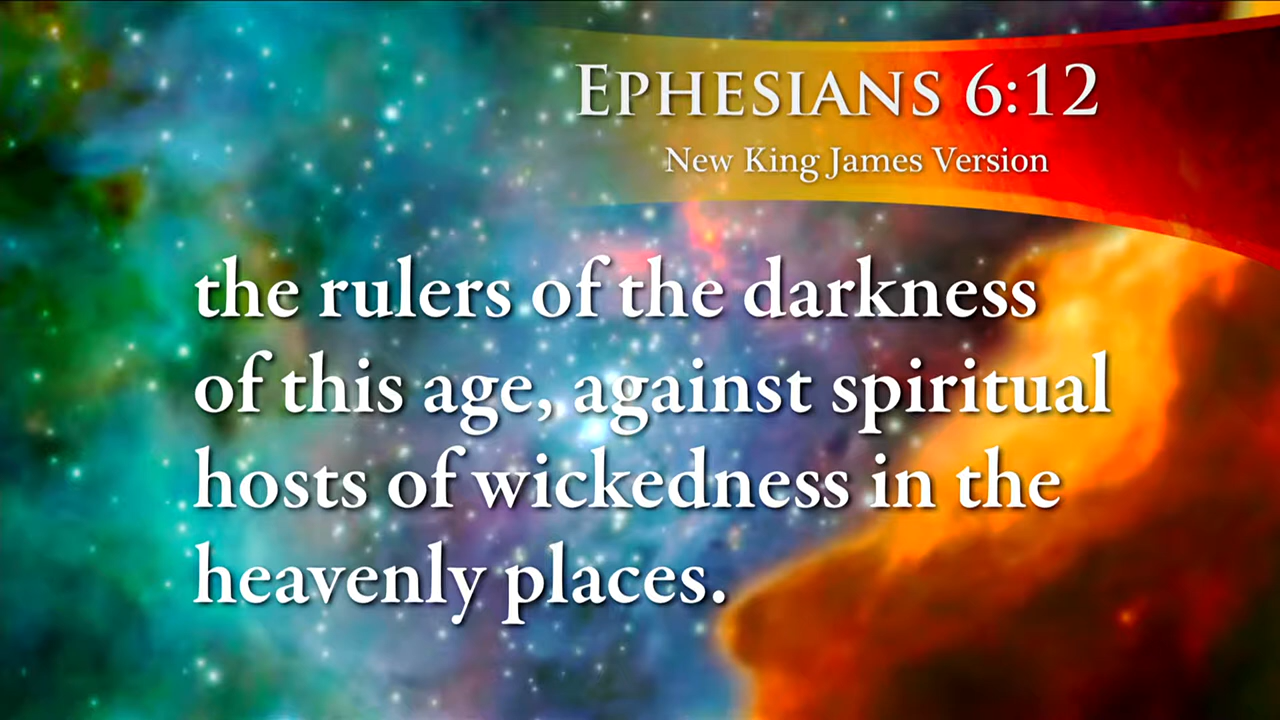 EPHESIANS 6:12
New King James Version
the rulers of the darkness
of this age, against spiritual
hosts of wickedness in the
heavenly places.